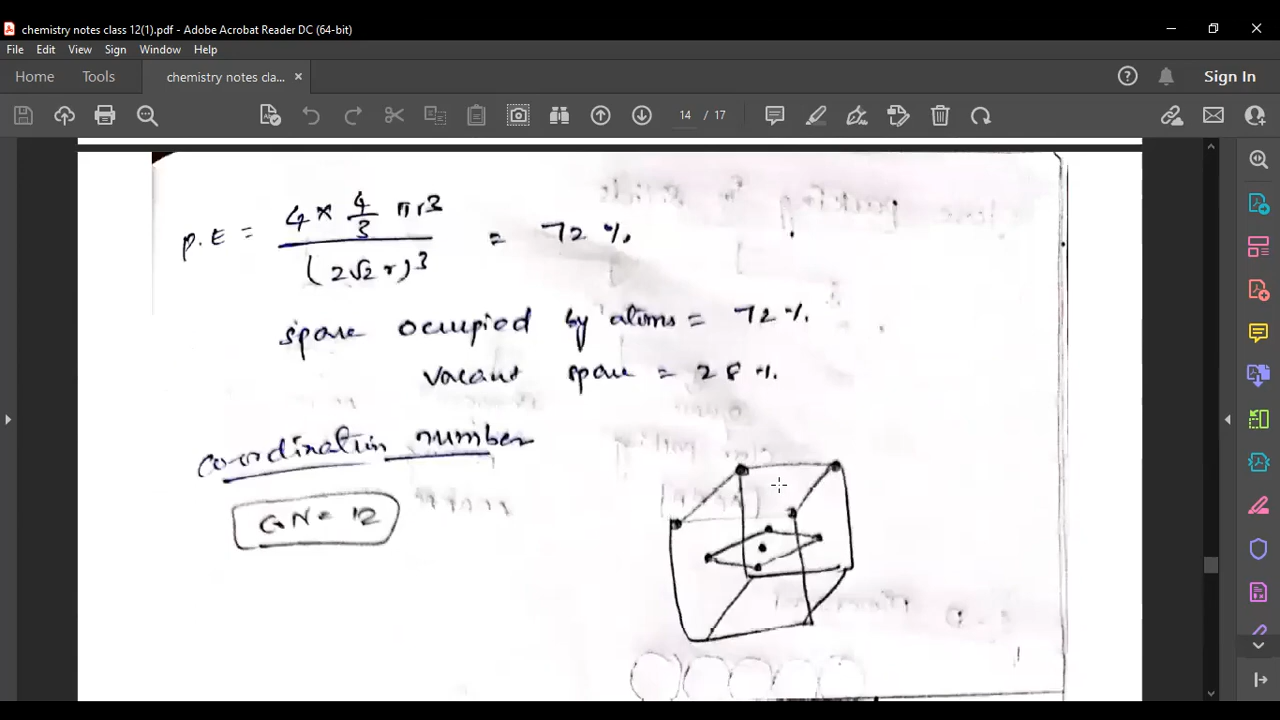 chemistry notes class 12(1).pdf - Adobe Acrobat Reader DC (64-bit)
File Edit View Sign Window Help
Home Tools chemistry notes cla... × Sign In
14 / 17
P.E = 4 × 4/3 πr3 / (2√2 r)3 = 72 %
space occupied by atoms = 72 %
vacant space = 28 %
co-ordination number
C.N = 12